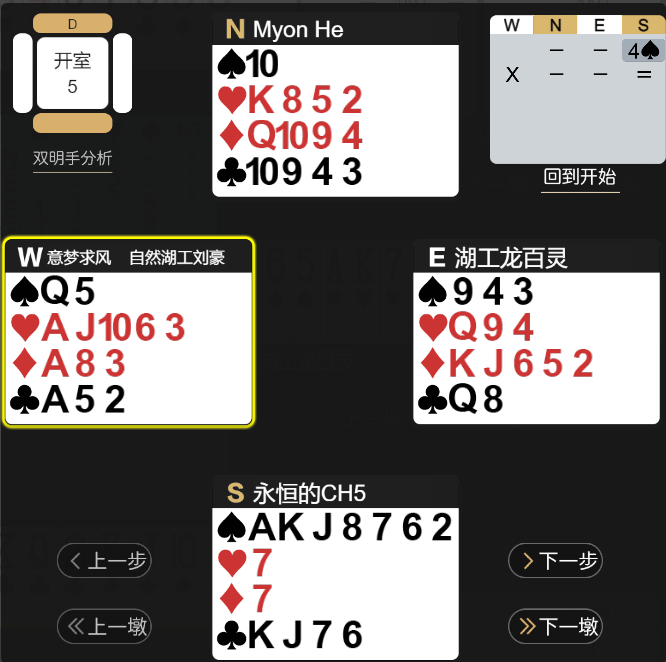 D
开室
5
双明手分析
N Myon He
♠10
♥K 8 5 2
♦Q 10 9 4
♣10 9 4 3
W N E S
– – 4♠
X – – =
回到开始
W 意梦求风 自然湖工刘豪
♠Q 5
♥A J 10 6 3
♦A 8 3
♣A 5 2
E 湖工龙百灵
♠9 4 3
♥Q 9 4
♦K J 6 5 2
♣Q 8
S 永恒的CH5
♠A K J 8 7 6 2
♥7
♦7
♣K J 7 6
上一步
下一步
上一墩
下一墩